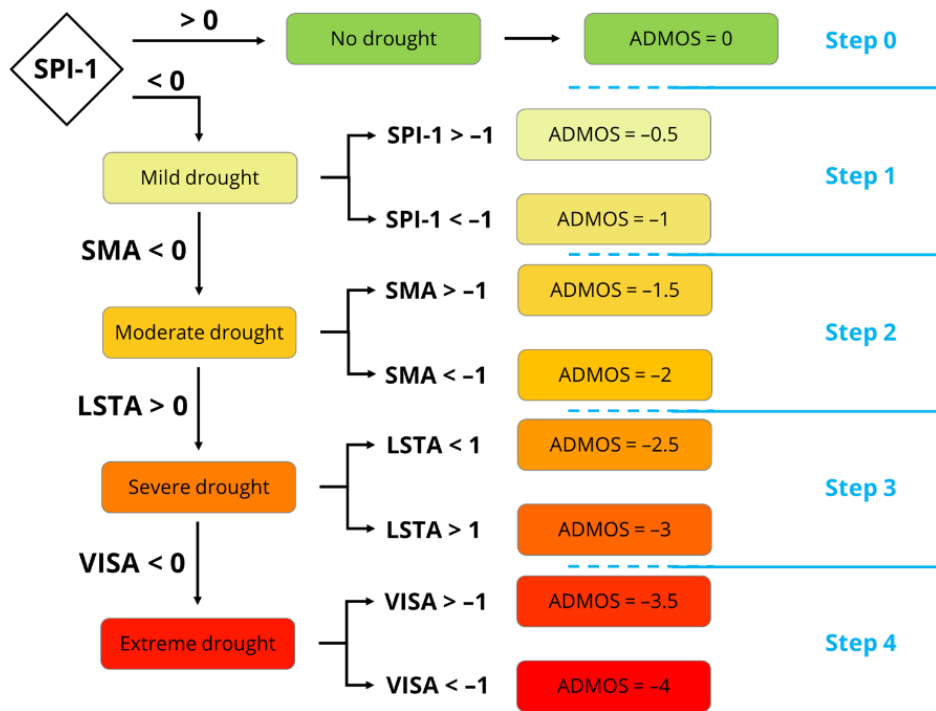 > 0
No drought
ADMOS = 0
Step 0
SPI-1
< 0
SPI-1 > –1
ADMOS = –0.5
Mild drought
Step 1
SPI-1 < –1
ADMOS = –1
SMA < 0
SMA > –1
ADMOS = –1.5
Moderate drought
Step 2
SMA < –1
ADMOS = –2
LSTA > 0
LSTA < 1
ADMOS = –2.5
Severe drought
Step 3
LSTA > 1
ADMOS = –3
VISA < 0
VISA > –1
ADMOS = –3.5
Extreme drought
Step 4
VISA < –1
ADMOS = –4